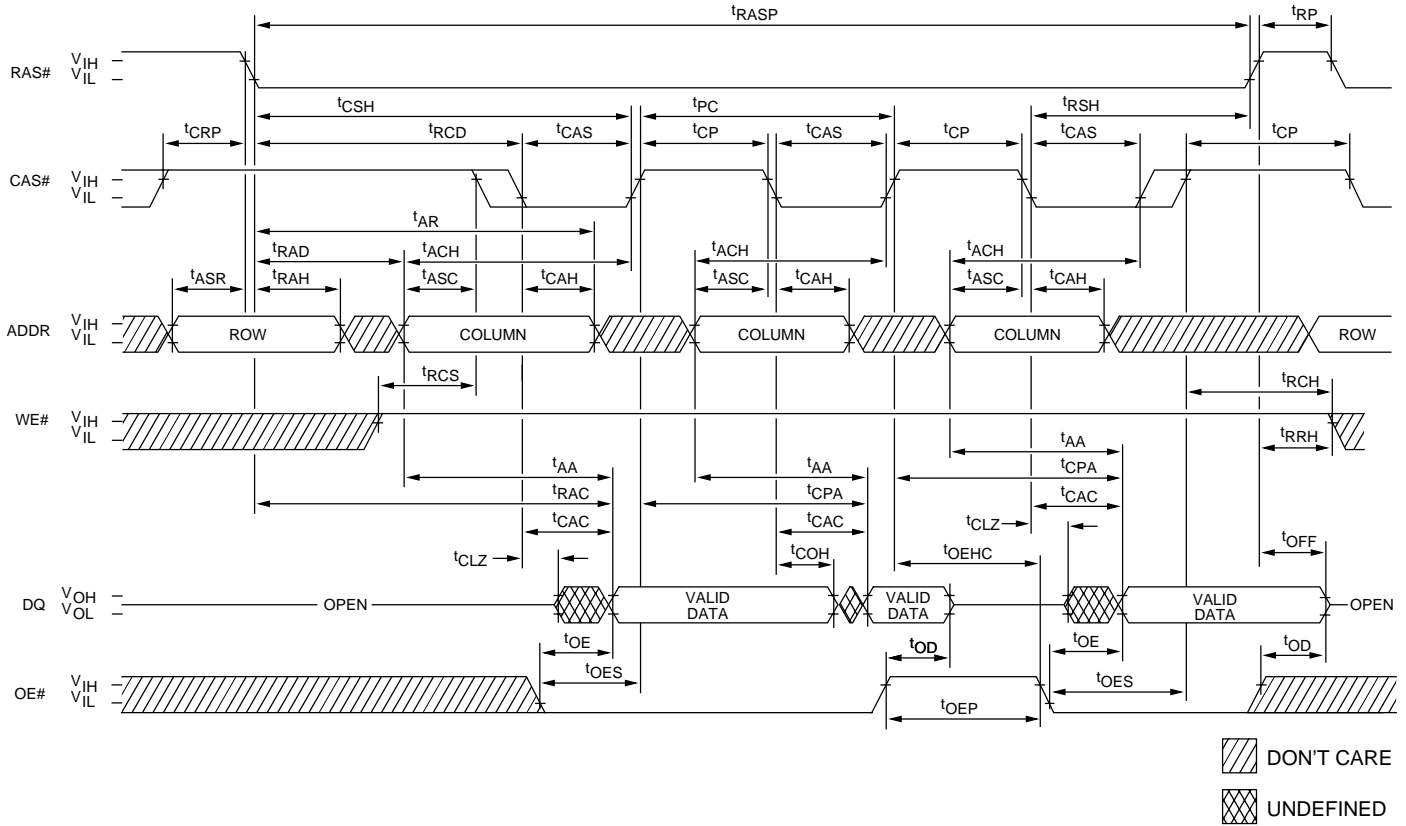 tRASP tRP
RAS# VIH
VIL
tCSH tPC tRSH
tCRP tRCD tCAS tCP tCAS tCP tCAS tCP
CAS# VIH
VIL
tAR
tRAD tACH tACH tACH
tASR tRAH tASC tCAH tASC tCAH tASC tCAH
ADDR VIH
VIL
ROW COLUMN COLUMN COLUMN ROW
tRCS tRCH
WE# VIH
VIL
tRRH
tAA tAA tAA
tRAC tCPA tCPA
tCAC tCAC tCAC
tCLZ tCOH tOEHC tCLZ tOFF
DQ VOH
VOL
OPEN VALID DATA VALID DATA VALID DATA OPEN
tOE tOD tOE tOD
tOES tOES
OE# VIH
VIL
tOEP
DON'T CARE
UNDEFINED